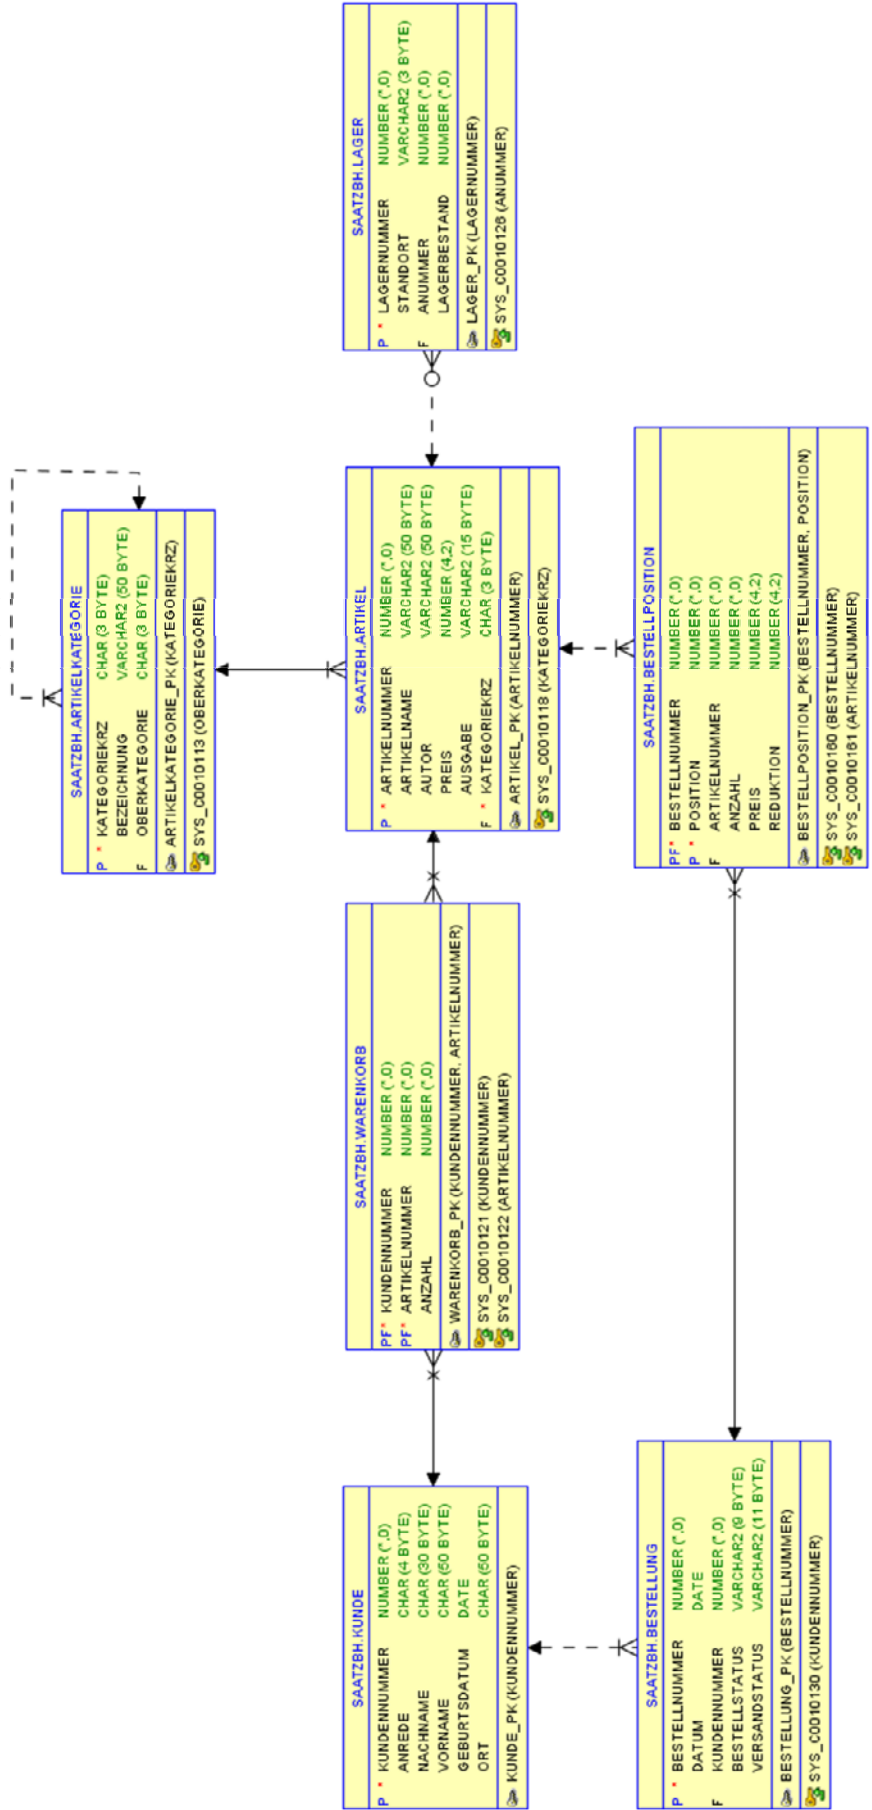 SAATZBH.KUNDE
P * KUNDENNUMMER NUMBER (*,0)
ANREDE CHAR (4 BYTE)
NACHNAME CHAR (30 BYTE)
VORNAME CHAR (50 BYTE)
GEBURTSDATUM DATE
ORT CHAR (50 BYTE)
KUNDE_PK (KUNDENNUMMER)
SAATZBH.WARENKORB
PF* KUNDENNUMMER NUMBER (*,0)
PF* ARTIKELNUMMER NUMBER (*,0)
ANZAHL NUMBER (*,0)
WARENKORB_PK (KUNDENNUMMER, ARTIKELNUMMER)
SYS_C0010121 (KUNDENNUMMER)
SYS_C0010122 (ARTIKELNUMMER)
SAATZBH.ARTIKELKATEGORIE
P * KATEGORIEKRZ CHAR (3 BYTE)
BEZEICHNUNG VARCHAR2 (50 BYTE)
F OBERKATEGORIE CHAR (3 BYTE)
ARTIKELKATEGORIE_PK (KATEGORIEKRZ)
SYS_C0010113 (OBERKATEGORIE)
SAATZBH.ARTIKEL
P * ARTIKELNUMMER NUMBER (*,0)
ARTIKELNAME VARCHAR2 (50 BYTE)
AUTOR VARCHAR2 (50 BYTE)
PREIS NUMBER (4,2)
AUSGABE VARCHAR2 (15 BYTE)
F * KATEGORIEKRZ CHAR (3 BYTE)
ARTIKEL_PK (ARTIKELNUMMER)
SYS_C0010118 (KATEGORIEKRZ)
SAATZBH.LAGER
P * LAGERNUMMER NUMBER (*,0)
STANDORT VARCHAR2 (3 BYTE)
F ANUMMER NUMBER (*,0)
LAGERBESTAND NUMBER (*,0)
LAGER_PK (LAGERNUMMER)
SYS_C0010126 (ANUMMER)
SAATZBH.BESTELLUNG
P * BESTELLNUMMER NUMBER (*,0)
DATUM DATE
F KUNDENNUMMER NUMBER (*,0)
BESTELLSTATUS VARCHAR2 (9 BYTE)
VERSANDSTATUS VARCHAR2 (11 BYTE)
BESTELLUNG_PK (BESTELLNUMMER)
SYS_C0010130 (KUNDENNUMMER)
SAATZBH.BESTELLPOSITION
PF* BESTELLNUMMER NUMBER (*,0)
P * POSITION NUMBER (*,0)
F ARTIKELNUMMER NUMBER (*,0)
ANZAHL NUMBER (*,0)
PREIS NUMBER (4,2)
REDUKTION NUMBER (4,2)
BESTELLPOSITION_PK (BESTELLNUMMER, POSITION)
SYS_C0010160 (BESTELLNUMMER)
SYS_C0010161 (ARTIKELNUMMER)